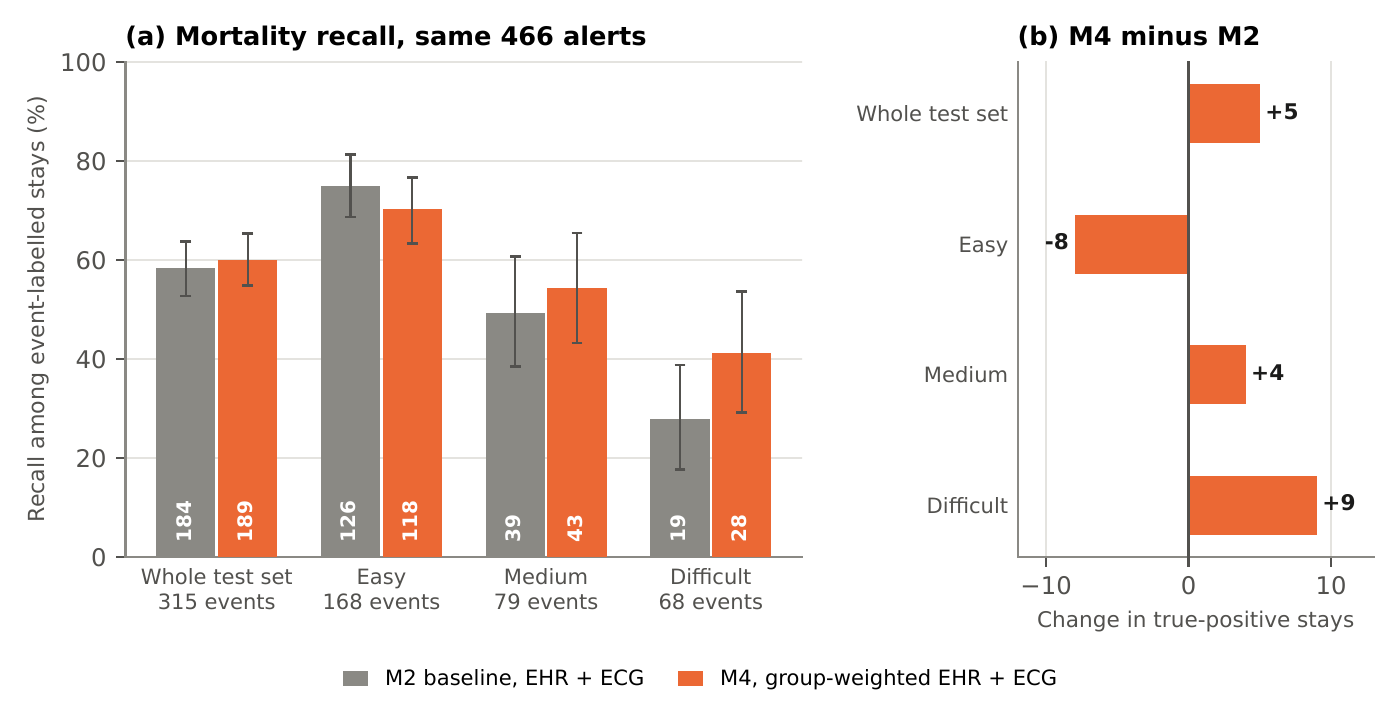 (a) Mortality recall, same 466 alerts
Recall among event-labelled stays (%)
100
80
60
40
20
0
184
189
126
118
39
43
19
28
Whole test set
315 events
Easy
168 events
Medium
79 events
Difficult
68 events
(b) M4 minus M2
Whole test set
+5
Easy
-8
Medium
+4
Difficult
+9
−10
0
10
Change in true-positive stays
M2 baseline, EHR + ECG
M4, group-weighted EHR + ECG